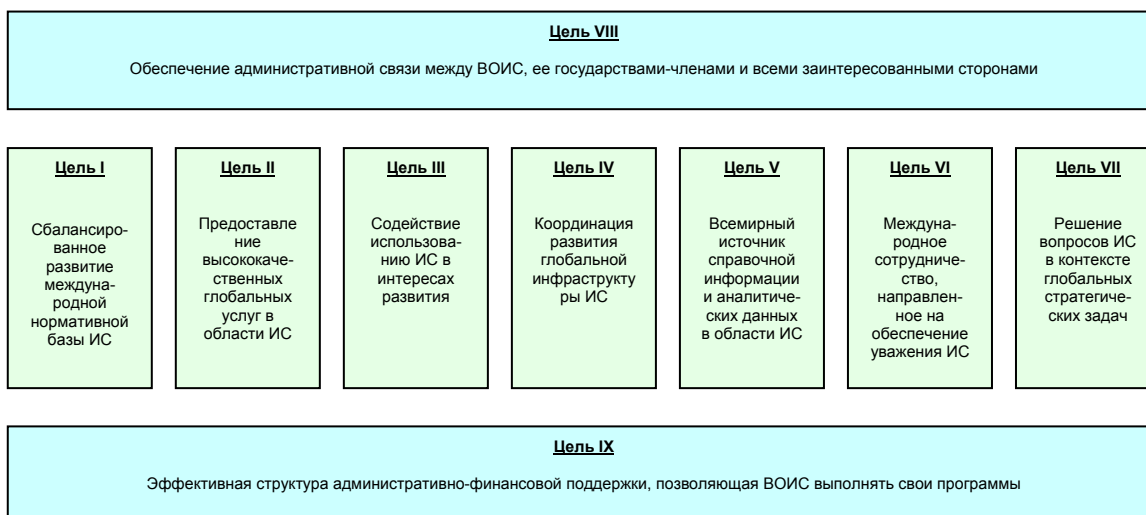 Цель VIII
Обеспечение административной связи между ВОИС, ее государствами-членами и всеми заинтересованными сторонами
Цель I
Сбалансиро-
ванное
развитие
междуна-
родной
нормативной
базы ИС
Цель II
Предоставле
ние
высококаче-
ственных
глобальных
услуг в
области ИС
Цель III
Содействие
использова-
нию ИС в
интересах
развития
Цель IV
Координация
развития
глобальной
инфраструкту
ры ИС
Цель V
Всемирный
источник
справочной
информации
и аналитиче-
ских данных
в области ИС
Цель VI
Междуна-
родное
сотрудниче-
ство,
направлен-
ное на
обеспечение
уважения ИС
Цель VII
Решение
вопросов ИС
в контексте
глобальных
стратегиче-
ских задач
Цель IX
Эффективная структура административно-финансовой поддержки, позволяющая ВОИС выполнять свои программы